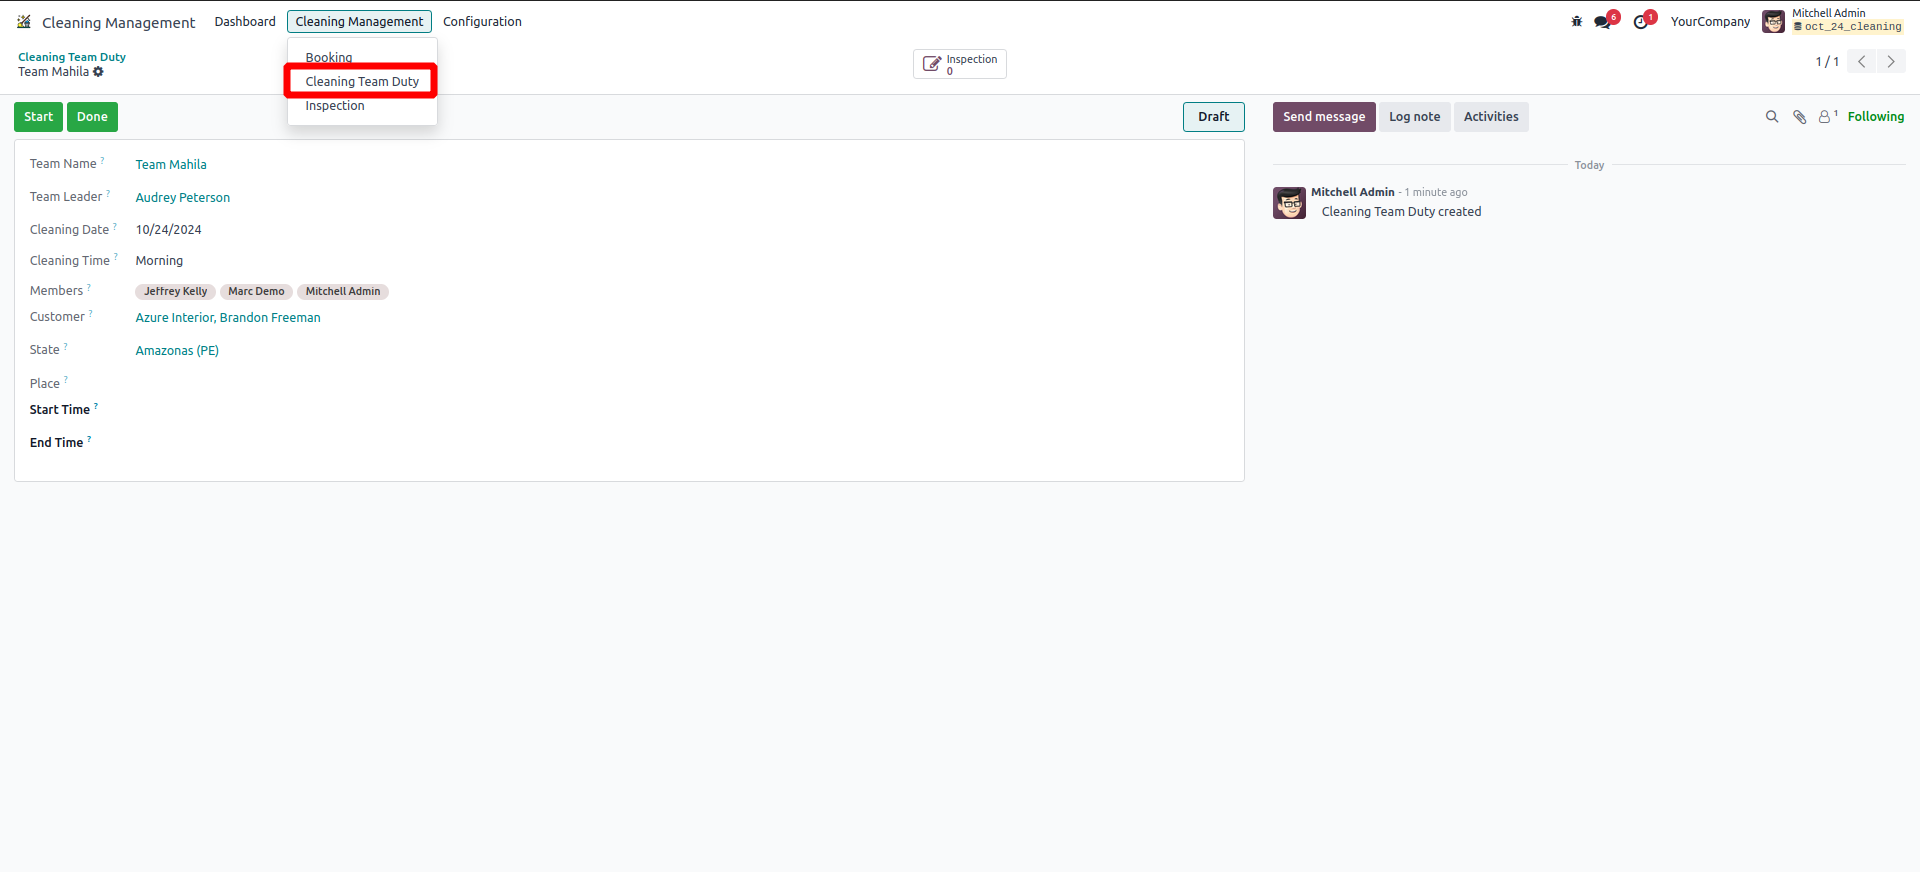 Cleaning Management Dashboard Cleaning Management Configuration 6 1 YourCompany Mitchell Admin
oct_24_cleaning
Booking
Cleaning Team Duty
Inspection
Cleaning Team Duty
Team Mahila
Inspection
0
1 / 1
Start Done Draft
Send message Log note Activities 1 Following
Team Name ? Team Mahila
Team Leader ? Audrey Peterson
Cleaning Date ? 10/24/2024
Cleaning Time ? Morning
Members ? Jeffrey Kelly Marc Demo Mitchell Admin
Customer ? Azure Interior, Brandon Freeman
State ? Amazonas (PE)
Place ?
Start Time ?
End Time ?
Today
Mitchell Admin - 1 minute ago
Cleaning Team Duty created